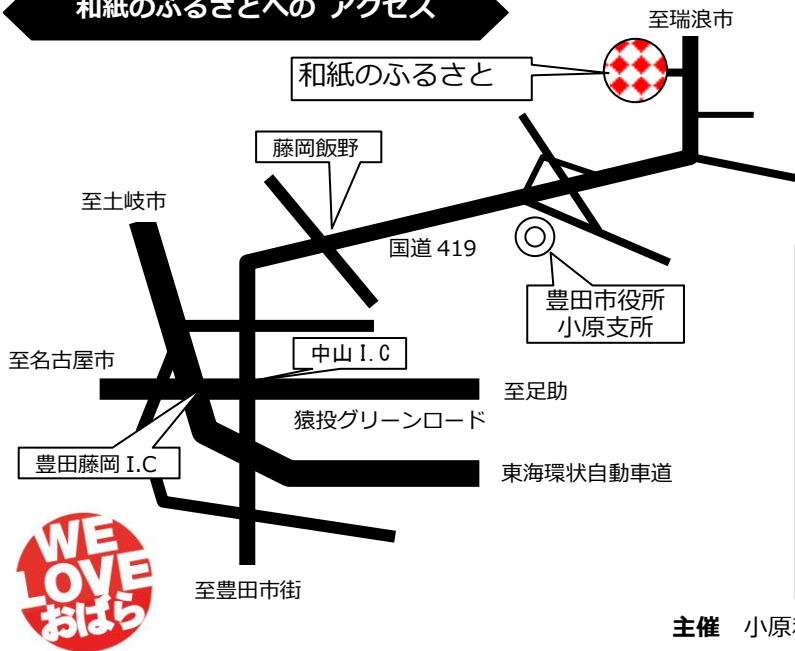 和紙のふるさとへの アクセス
至瑞浪市
和紙のふるさと
藤岡飯野
至土岐市
国道 419
豊田市役所
小原支所
中山 I. C
至名古屋市
至足助
猿投グリーンロード
豊田藤岡 I.C
東海環状自動車道
WE
LOVE
おばら
至豊田市街
主催 小原